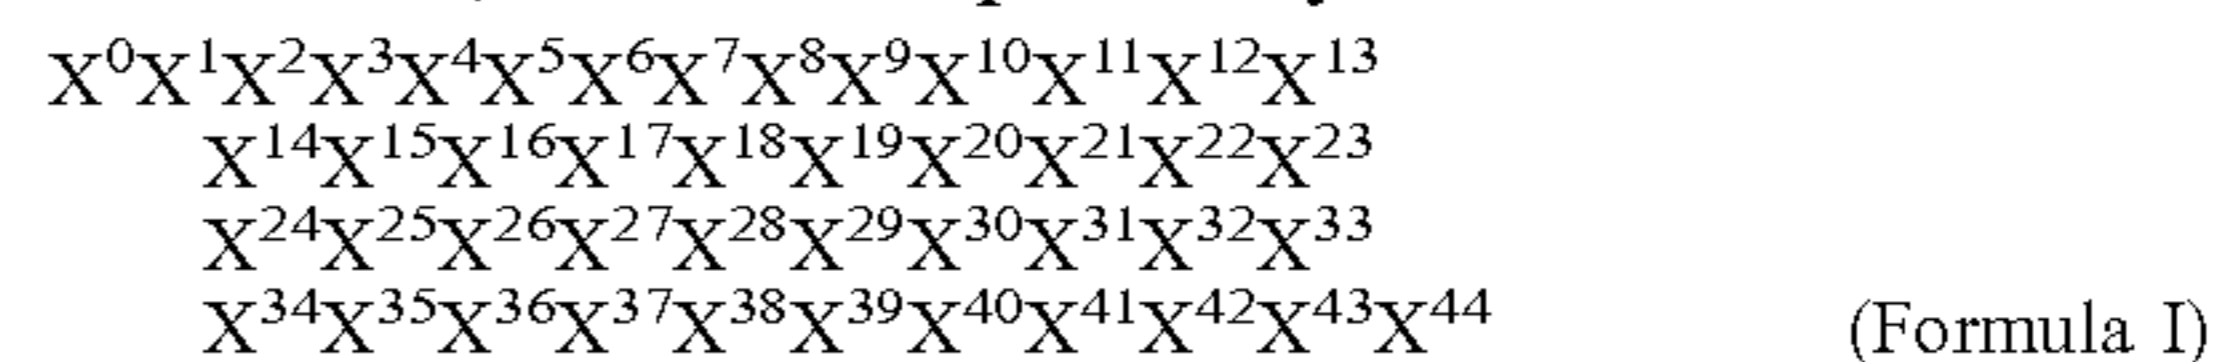 X⁰X¹X²X³X⁴X⁵X⁶X⁷X⁸X⁹X¹⁰X¹¹X¹²X¹³
X¹⁴X¹⁵X¹⁶X¹⁷X¹⁸X¹⁹X²⁰X²¹X²²X²³
X²⁴X²⁵X²⁶X²⁷X²⁸X²⁹X³⁰X³¹X³²X³³
X³⁴X³⁵X³⁶X³⁷X³⁸X³⁹X⁴⁰X⁴¹X⁴²X⁴³X⁴⁴ (Formula I)